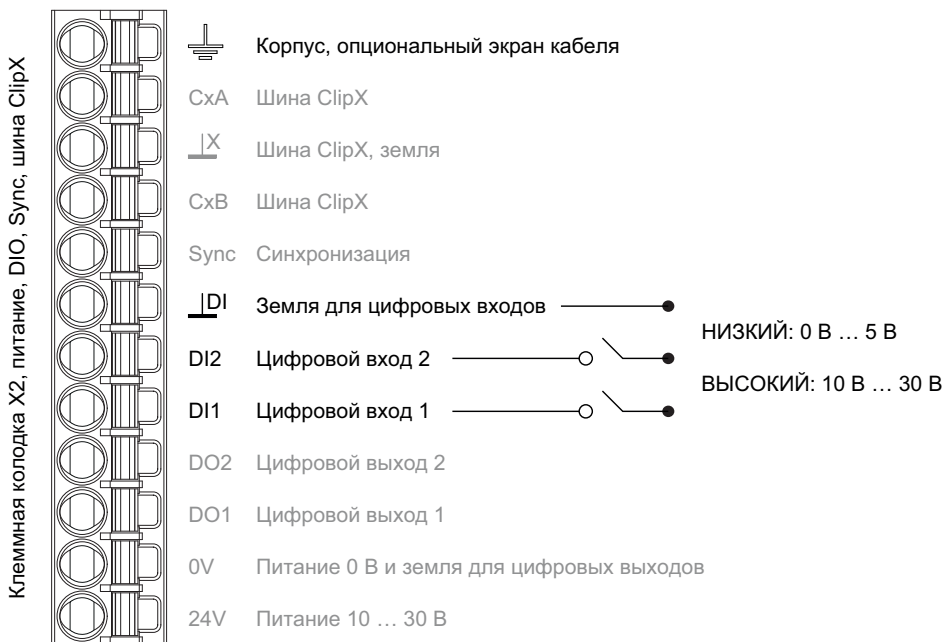 Клеммная колодка X2, питание, DIO, Sync, шина ClipX
Корпус, опциональный экран кабеля
CxA Шина ClipX
X Шина ClipX, земля
CxB Шина ClipX
Sync Синхронизация
DI Земля для цифровых входов
НИЗКИЙ: 0 В … 5 В
DI2 Цифровой вход 2
ВЫСОКИЙ: 10 В … 30 В
DI1 Цифровой вход 1
DO2 Цифровой выход 2
DO1 Цифровой выход 1
0V Питание 0 В и земля для цифровых выходов
24V Питание 10 … 30 В